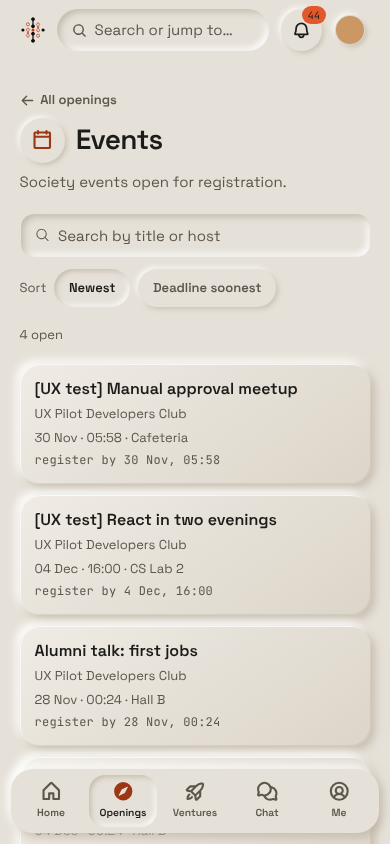 Search or jump to...
44
All openings
Events
Society events open for registration.
Search by title or host
Sort
Newest
Deadline soonest
4 open
[UX test] Manual approval meetup
UX Pilot Developers Club
30 Nov · 05:58 · Cafeteria
register by 30 Nov, 05:58
[UX test] React in two evenings
UX Pilot Developers Club
04 Dec · 16:00 · CS Lab 2
register by 4 Dec, 16:00
Alumni talk: first jobs
UX Pilot Developers Club
28 Nov · 00:24 · Hall B
register by 28 Nov, 00:24
Home
Openings
Ventures
Chat
Me